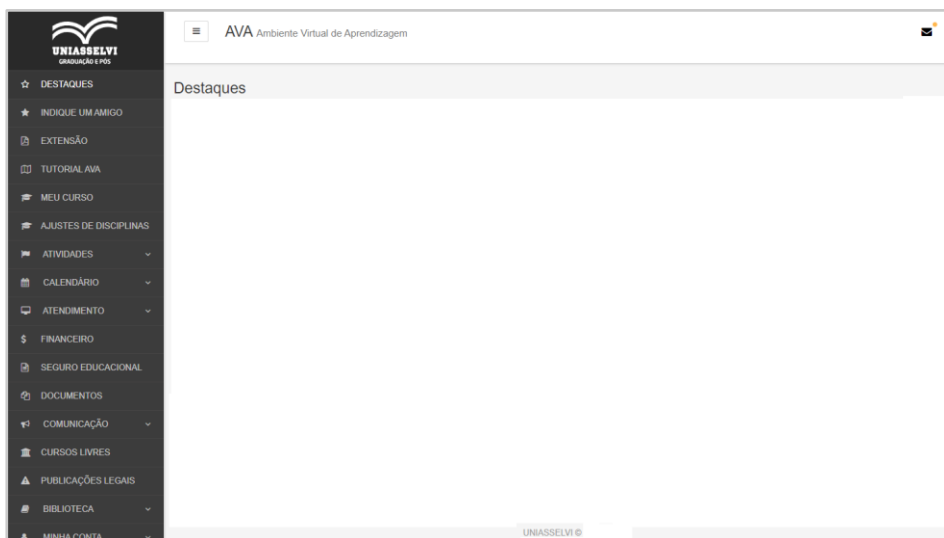 UNIASSELVI
GRADUAÇÃO E PÓS
AVA Ambiente Virtual de Aprendizagem
DESTAQUES
INDIQUE UM AMIGO
EXTENSÃO
TUTORIAL AVA
MEU CURSO
AJUSTES DE DISCIPLINAS
ATIVIDADES
CALENDÁRIO
ATENDIMENTO
$ FINANCEIRO
SEGURO EDUCACIONAL
DOCUMENTOS
COMUNICAÇÃO
CURSOS LIVRES
PUBLICAÇÕES LEGAIS
BIBLIOTECA
MINHA CONTA
Destaques
UNIASSELVI ©